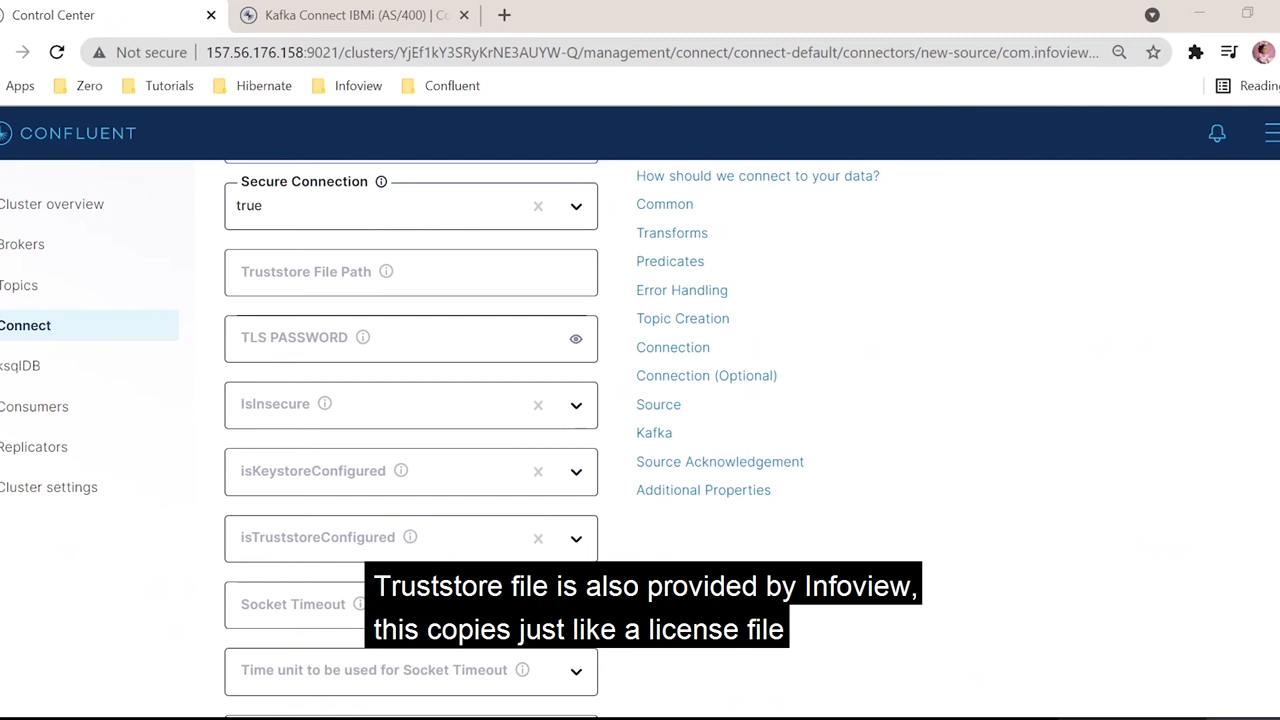 Control Center
Kafka Connect IBMi (AS/400) | Co
Not secure 157.56.176.158:9021/clusters/YjEf1kY3SRyKrNE3AUYW-Q/management/connect/connect-default/connectors/new-source/com.infoview...
Apps Zero Tutorials Hibernate Infoview Confluent Reading
CONFLUENT
Cluster overview
Brokers
Topics
Connect
ksqlDB
Consumers
Replicators
Cluster settings
Secure Connection
true
Truststore File Path
TLS PASSWORD
IsInsecure
isKeystoreConfigured
isTruststoreConfigured
Socket Timeout
Time unit to be used for Socket Timeout
How should we connect to your data?
Common
Transforms
Predicates
Error Handling
Topic Creation
Connection
Connection (Optional)
Source
Kafka
Source Acknowledgement
Additional Properties
Truststore file is also provided by Infoview,
this copies just like a license file